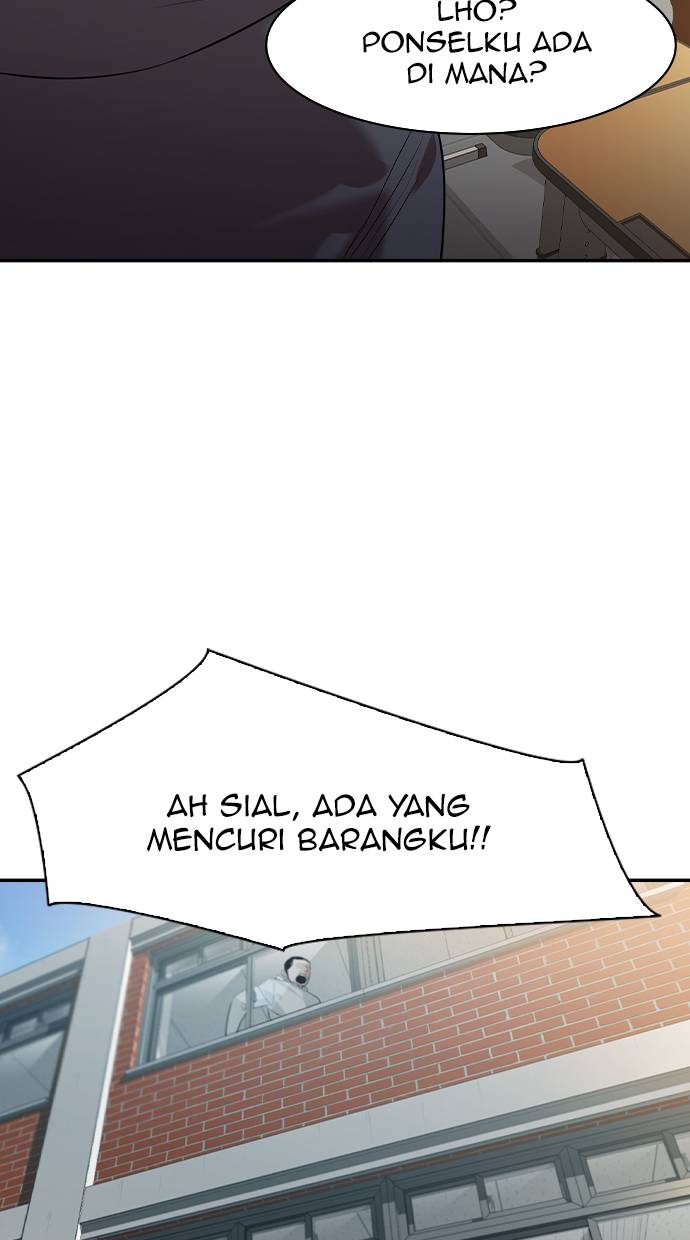 LHO?
PONSELKU ADA
DI MANA?
AH SIAL, ADA YANG
MENCURI BARANGKU!!